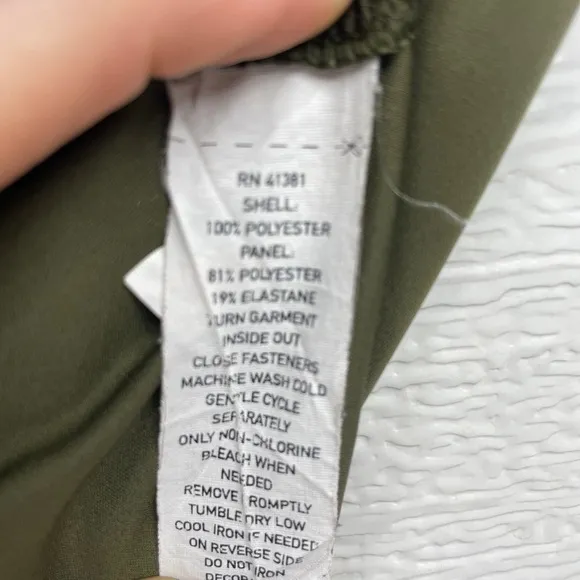 RN 41381
SHELL:
100% POLYESTER
PANEL:
81% POLYESTER
19% ELASTANE
TURN GARMENT
INSIDE OUT
CLOSE FASTENERS
MACHINE WASH COLD
GENTLE CYCLE
SEPARATELY
ONLY NON-CHLORINE
BLEACH WHEN
NEEDED
REMOVE PROMPTLY
TUMBLE DRY LOW
COOL IRON IF NEEDED
ON REVERSE SIDE
DO NOT IRON